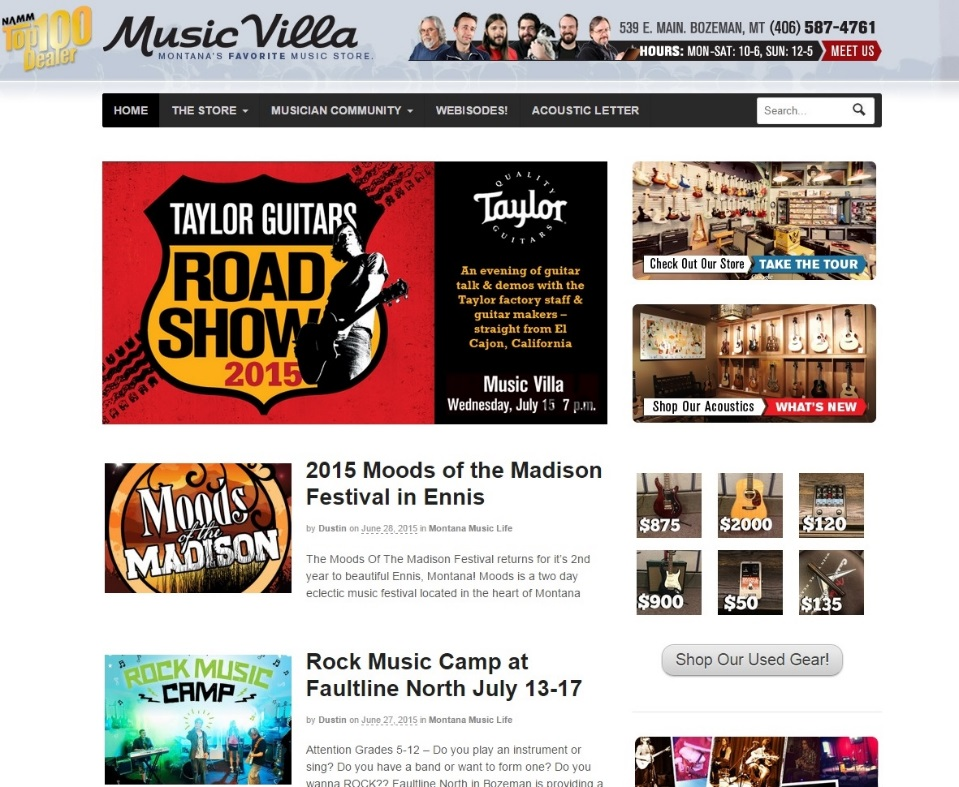 NAMM
Top 100
Dealer
Music Villa
MONTANA'S FAVORITE MUSIC STORE.
539 E. MAIN. BOZEMAN, MT (406) 587-4761
HOURS: MON-SAT: 10-6, SUN: 12-5 MEET US
HOME THE STORE MUSICIAN COMMUNITY WEBISODES! ACOUSTIC LETTER Search...
TAYLOR GUITARS
ROAD
SHOW
2015
QUALITY
Taylor
GUITARS
An evening of guitar
talk & demos with the
Taylor factory staff &
guitar makers –
straight from El
Cajon, California
Music Villa
Wednesday, July 15 7 p.m.
Check Out Our Store TAKE THE TOUR
Shop Our Acoustics WHAT'S NEW
Moods
of the
MADISON
2015 Moods of the Madison
Festival in Ennis
by Dustin on June 28, 2015 in Montana Music Life
The Moods Of The Madison Festival returns for it's 2nd
year to beautiful Ennis, Montana! Moods is a two day
eclectic music festival located in the heart of Montana
$875 $2000 $120
$900 $50 $135
Shop Our Used Gear!
ROCK MUSIC
CAMP
Rock Music Camp at
Faultline North July 13-17
by Dustin on June 27, 2015 in Montana Music Life
Attention Grades 5-12 – Do you play an instrument or
sing? Do you have a band or want to form one? Do you
wanna ROCK?? Faultline North in Bozeman is providing a